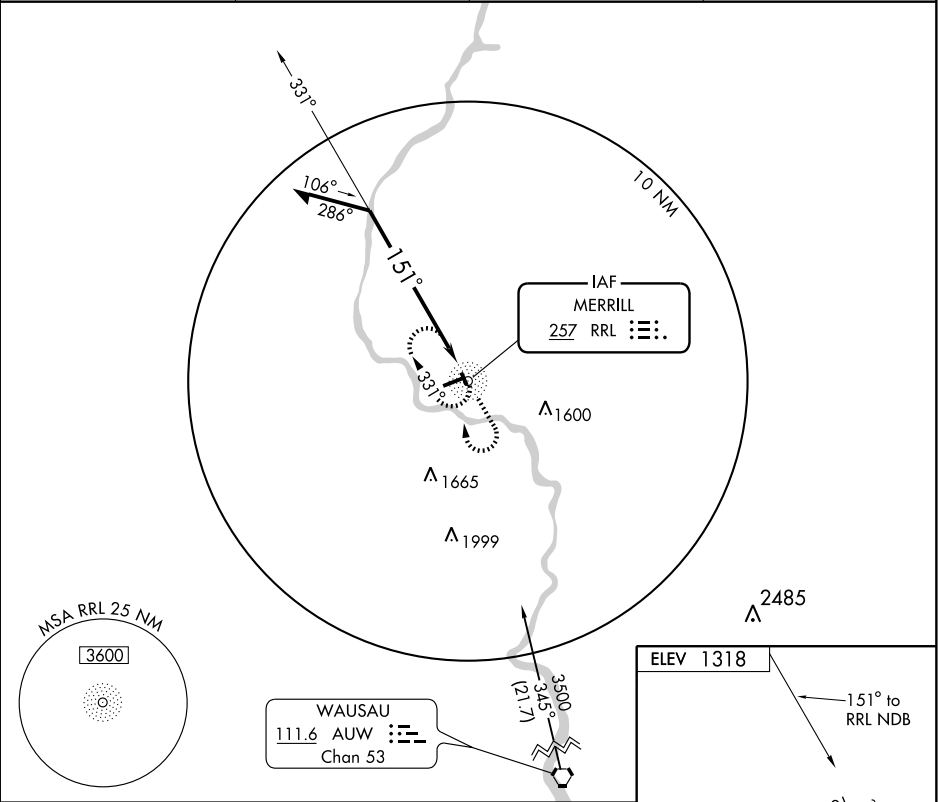 331°
106°
286°
10 NM
151°
IAF
MERRILL
257 RRL
331°
1600
1665
1999
2485
MSA RRL 25 NM
3600
3500
345°
(21.7)
WAUSAU
111.6 AUW
Chan 53
ELEV 1318
151° to
RRL NDB